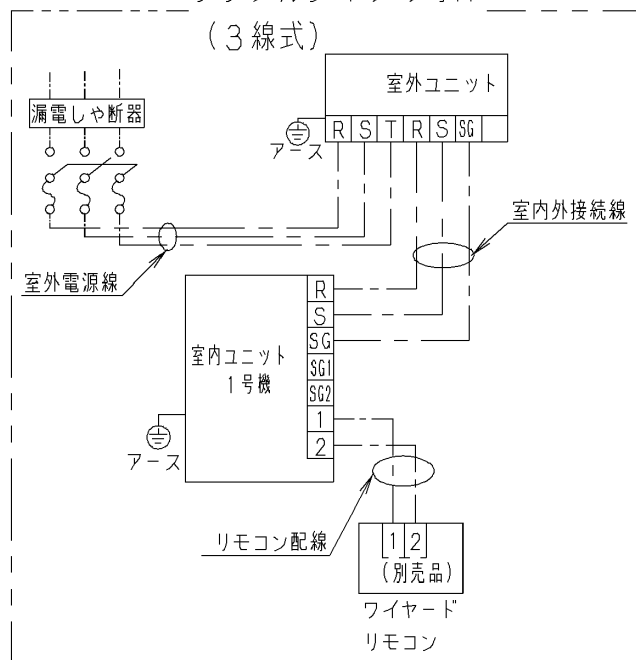 (３線式)
室外ユニット
漏電しや断器
R S T R S SG
アース
室内外接続線
室外電源線
R
S
室内ユニット
SG
1号機
SG1
SG2
1
2
アース
リモコン配線
1 2
(別売品)
ワイヤード
リモコン